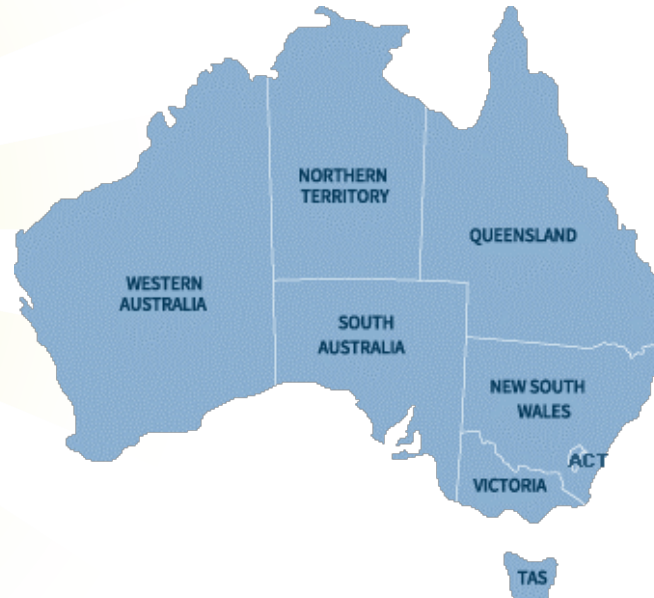 NORTHERN
TERRITORY
QUEENSLAND
WESTERN
AUSTRALIA
SOUTH
AUSTRALIA
NEW SOUTH
WALES
ACT
VICTORIA
TAS